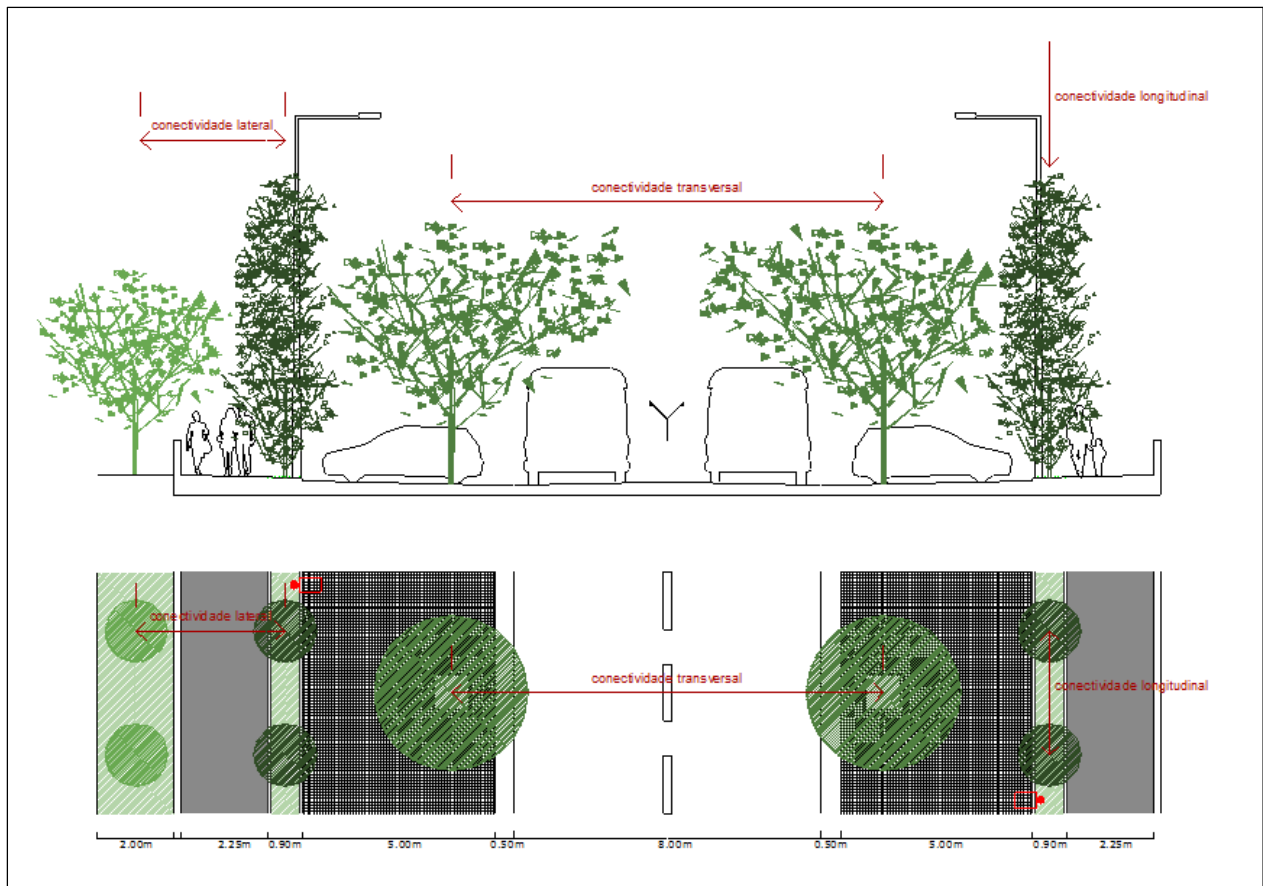 conectividade longitudinal
conectividade lateral
conectividade transversal
conectividade lateral
conectividade transversal
conectividade longitudinal
2.00m 2.25m 0.90m 5.00m 0.50m 8.00m 0.50m 5.00m 0.90m 2.25m